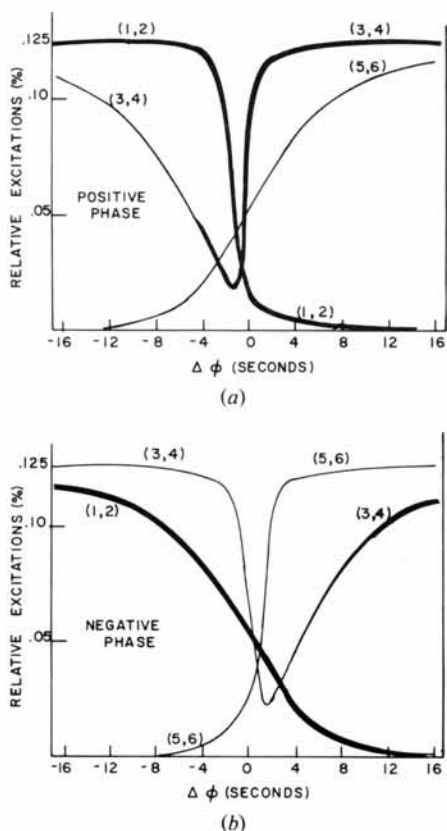 RELATIVE EXCITATIONS (%)
.125
.10
.05
(1,2)
(3,4)
(5,6)
(3,4)
POSITIVE
PHASE
(1,2)
-16 -12 -8 -4 0 4 8 12 16
Δ ϕ (SECONDS)
(a)
RELATIVE EXCITATIONS (%)
.125
.10
.05
(3,4)
(5,6)
(1,2)
(3,4)
NEGATIVE
PHASE
(5,6)
-16 -12 -8 -4 0 4 8 12 16
Δ ϕ (SECONDS)
(b)